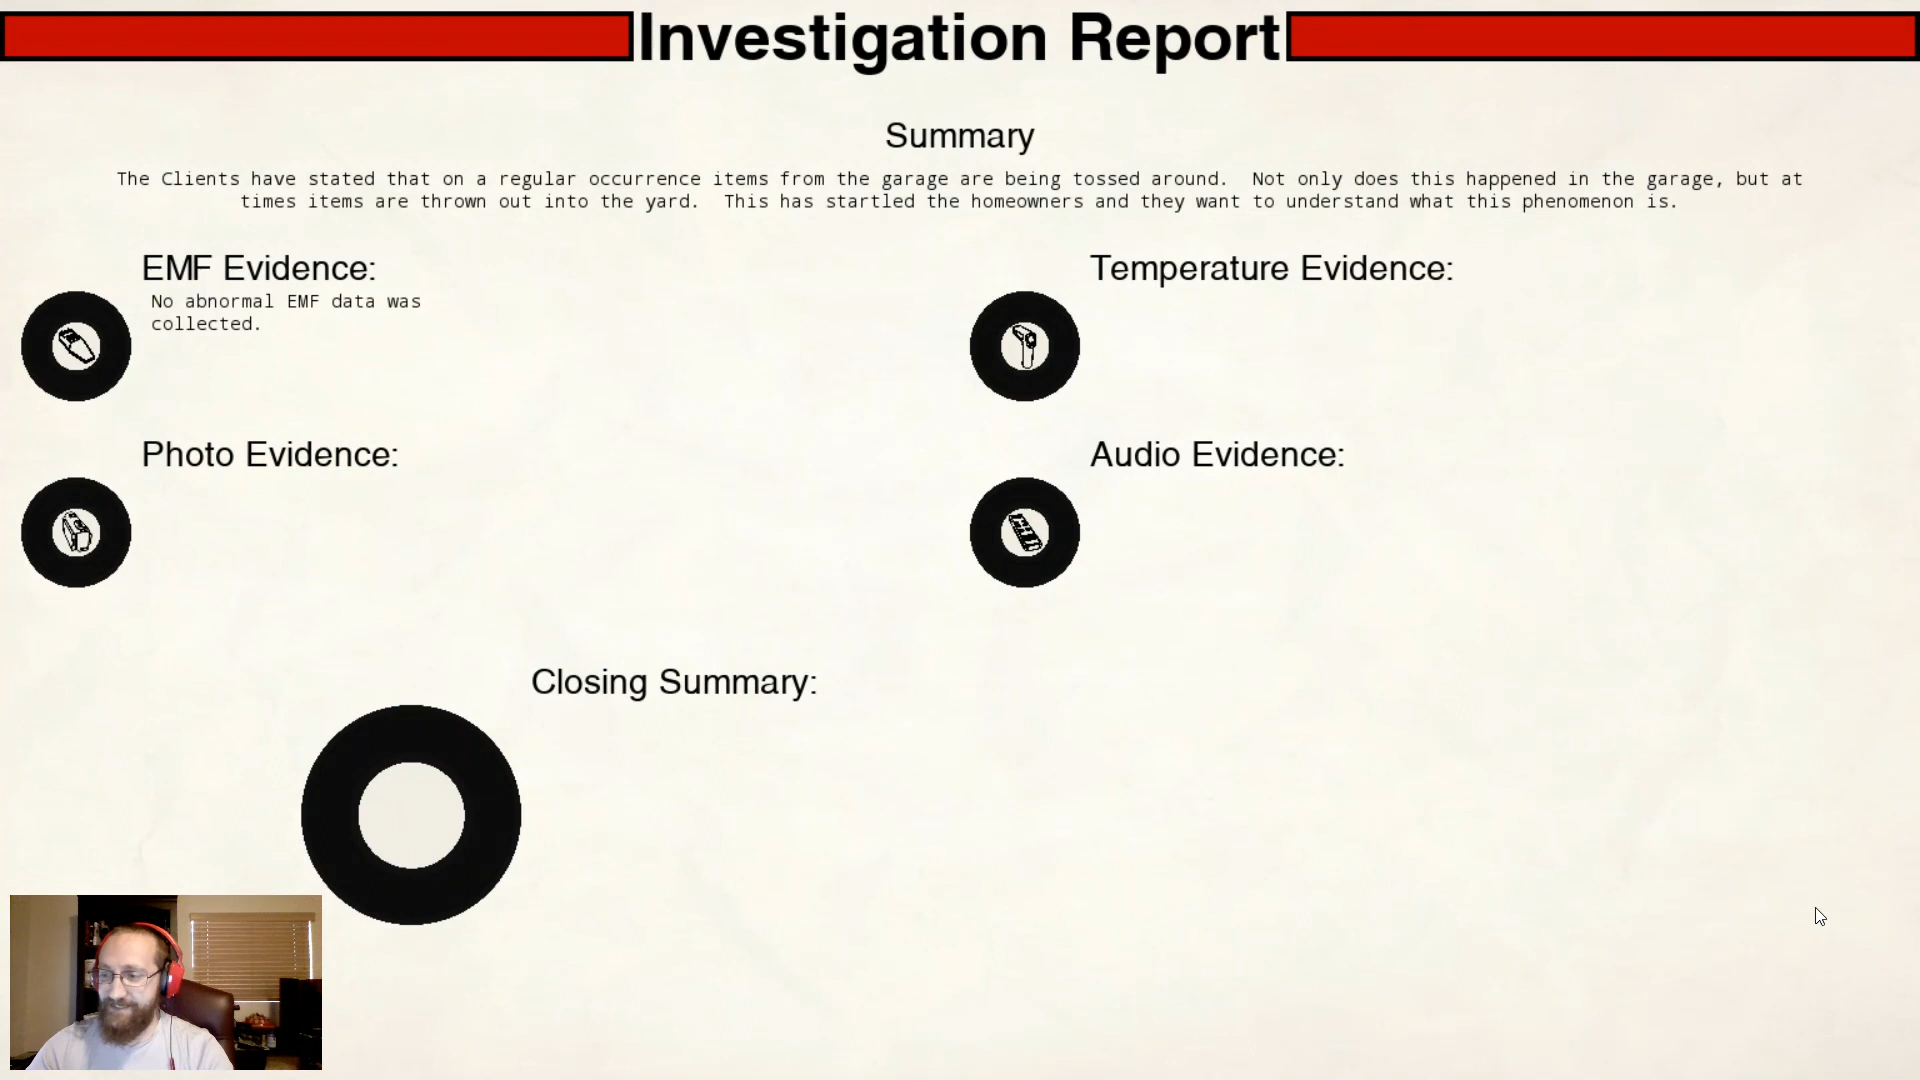 Investigation Report
Summary
The Clients have stated that on a regular occurrence items from the garage are being tossed around.  Not only does this happened in the garage, but at
times items are thrown out into the yard.  This has startled the homeowners and they want to understand what this phenomenon is.
EMF Evidence:
No abnormal EMF data was
collected.
Temperature Evidence:
Photo Evidence:
Audio Evidence:
Closing Summary: